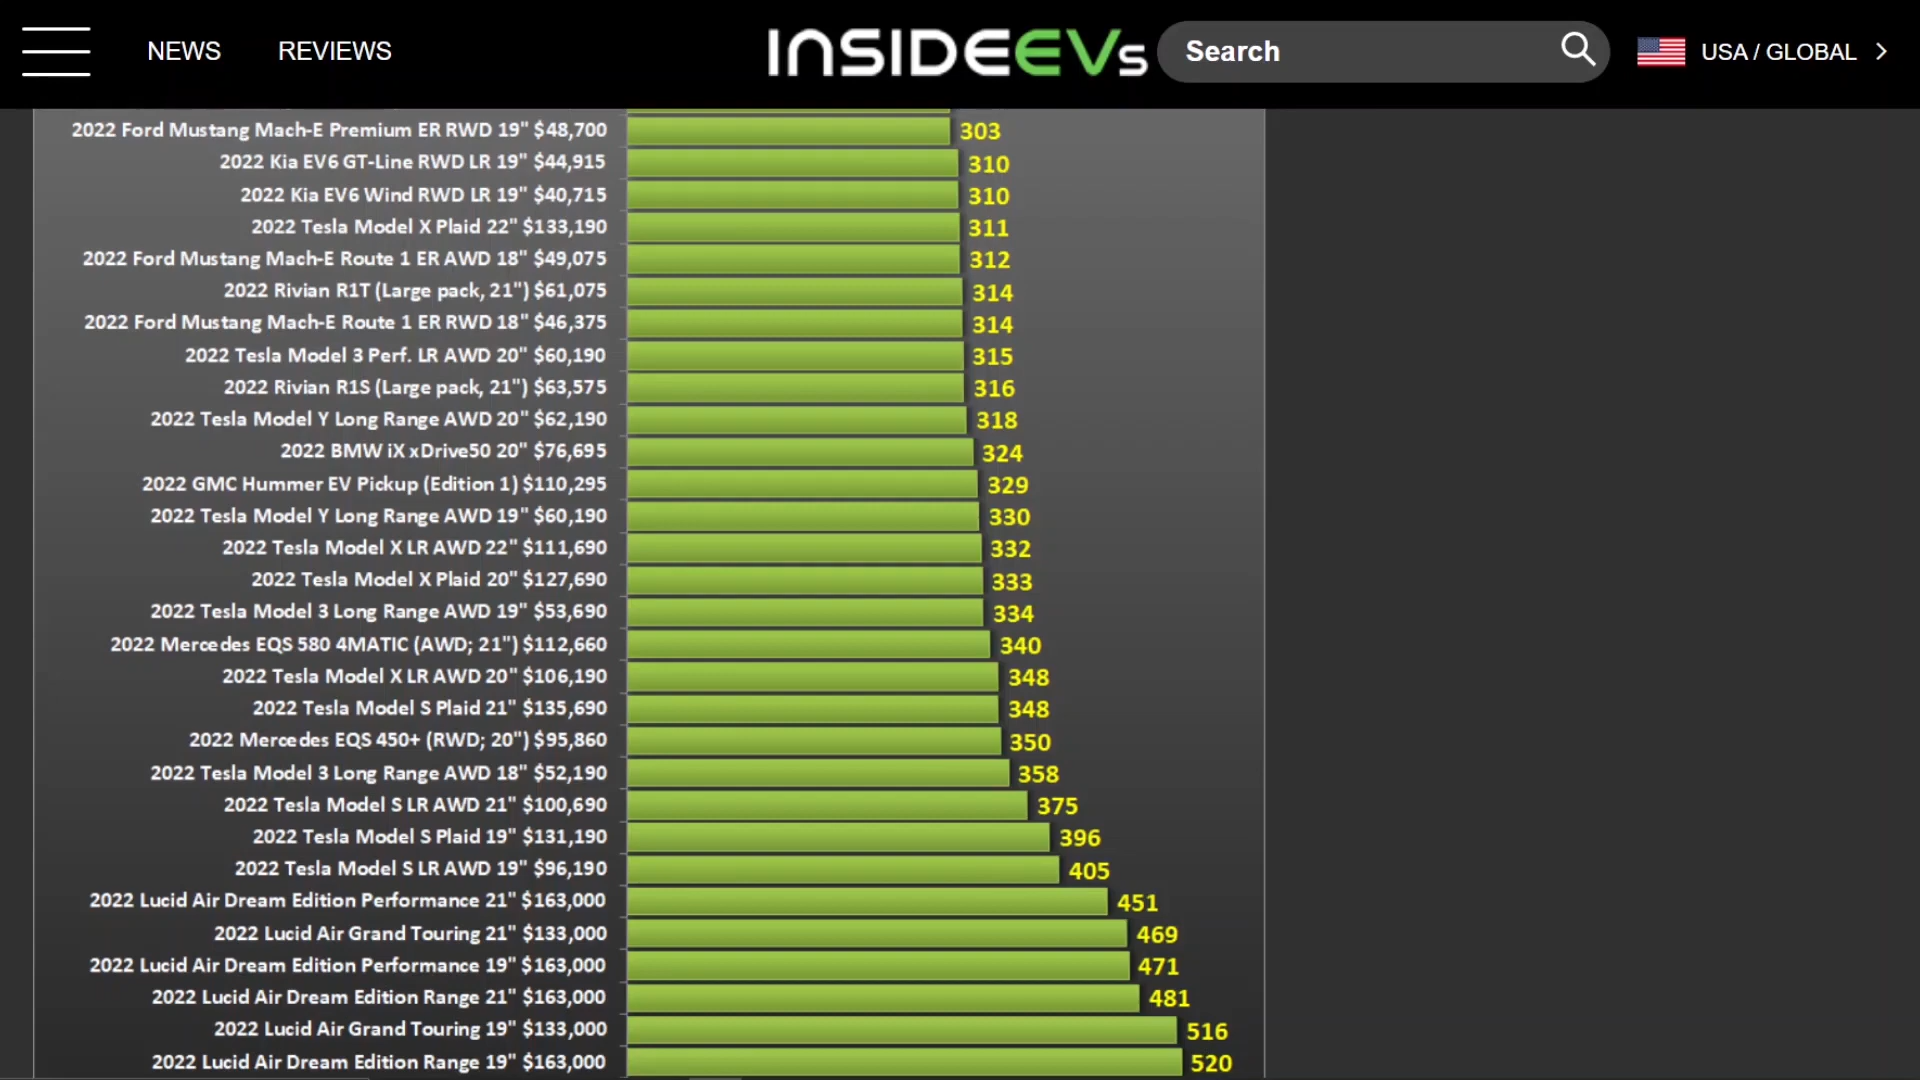 NEWS REVIEWS INSIDEEVs Search USA / GLOBAL
2022 Ford Mustang Mach-E Premium ER RWD 19" $48,700 303
2022 Kia EV6 GT-Line RWD LR 19" $44,915 310
2022 Kia EV6 Wind RWD LR 19" $40,715 310
2022 Tesla Model X Plaid 22" $133,190 311
2022 Ford Mustang Mach-E Route 1 ER AWD 18" $49,075 312
2022 Rivian R1T (Large pack, 21") $61,075 314
2022 Ford Mustang Mach-E Route 1 ER RWD 18" $46,375 314
2022 Tesla Model 3 Perf. LR AWD 20" $60,190 315
2022 Rivian R1S (Large pack, 21") $63,575 316
2022 Tesla Model Y Long Range AWD 20" $62,190 318
2022 BMW iX xDrive50 20" $76,695 324
2022 GMC Hummer EV Pickup (Edition 1) $110,295 329
2022 Tesla Model Y Long Range AWD 19" $60,190 330
2022 Tesla Model X LR AWD 22" $111,690 332
2022 Tesla Model X Plaid 20" $127,690 333
2022 Tesla Model 3 Long Range AWD 19" $53,690 334
2022 Mercedes EQS 580 4MATIC (AWD; 21") $112,660 340
2022 Tesla Model X LR AWD 20" $106,190 348
2022 Tesla Model S Plaid 21" $135,690 348
2022 Mercedes EQS 450+ (RWD; 20") $95,860 350
2022 Tesla Model 3 Long Range AWD 18" $52,190 358
2022 Tesla Model S LR AWD 21" $100,690 375
2022 Tesla Model S Plaid 19" $131,190 396
2022 Tesla Model S LR AWD 19" $96,190 405
2022 Lucid Air Dream Edition Performance 21" $163,000 451
2022 Lucid Air Grand Touring 21" $133,000 469
2022 Lucid Air Dream Edition Performance 19" $163,000 471
2022 Lucid Air Dream Edition Range 21" $163,000 481
2022 Lucid Air Grand Touring 19" $133,000 516
2022 Lucid Air Dream Edition Range 19" $163,000 520